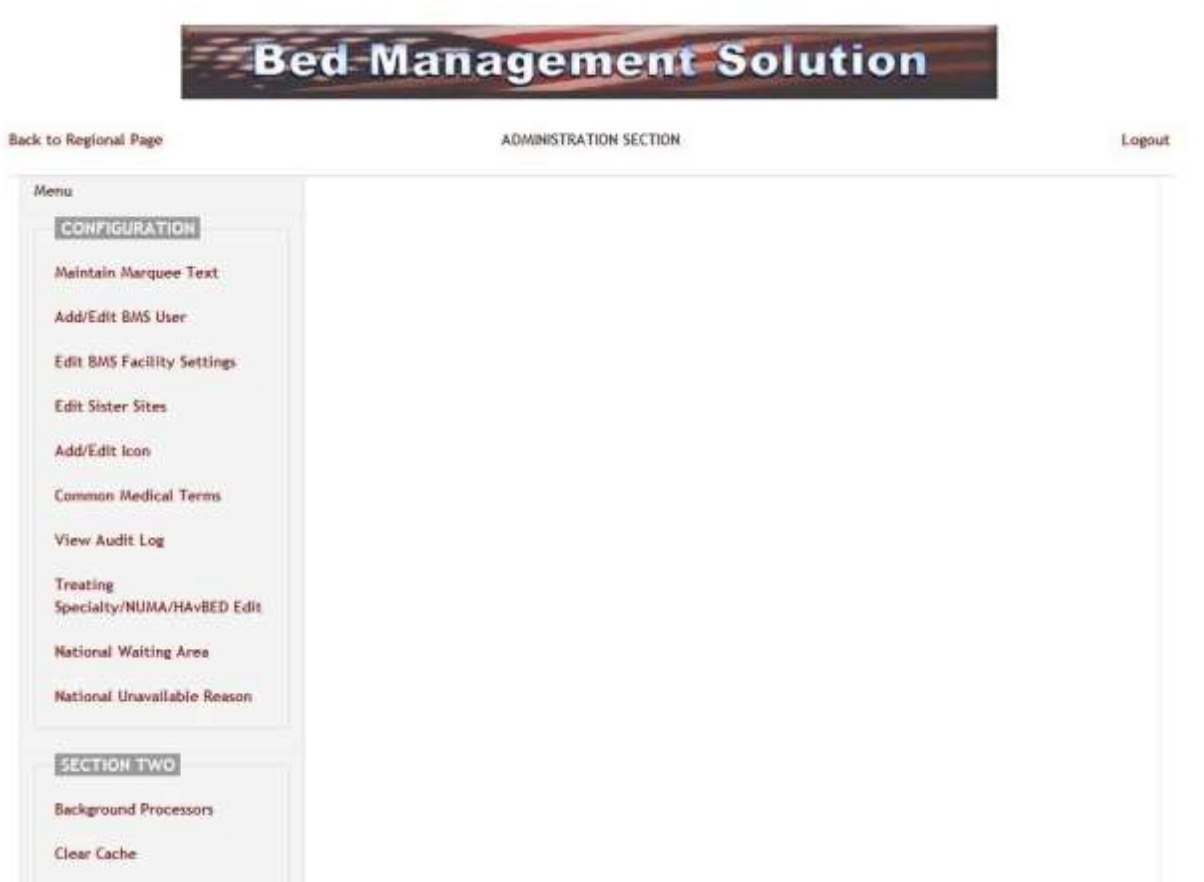 Bed Management Solution
Back to Regional Page ADMINISTRATION SECTION Logout
Menu
CONFIGURATION
Maintain Marquee Text
Add/Edit BMS User
Edit BMS Facility Settings
Edit Sister Sites
Add/Edit Icon
Common Medical Terms
View Audit Log
Treating
Specialty/NUMA/HAvBED Edit
National Waiting Area
National Unavailable Reason
SECTION TWO
Background Processors
Clear Cache